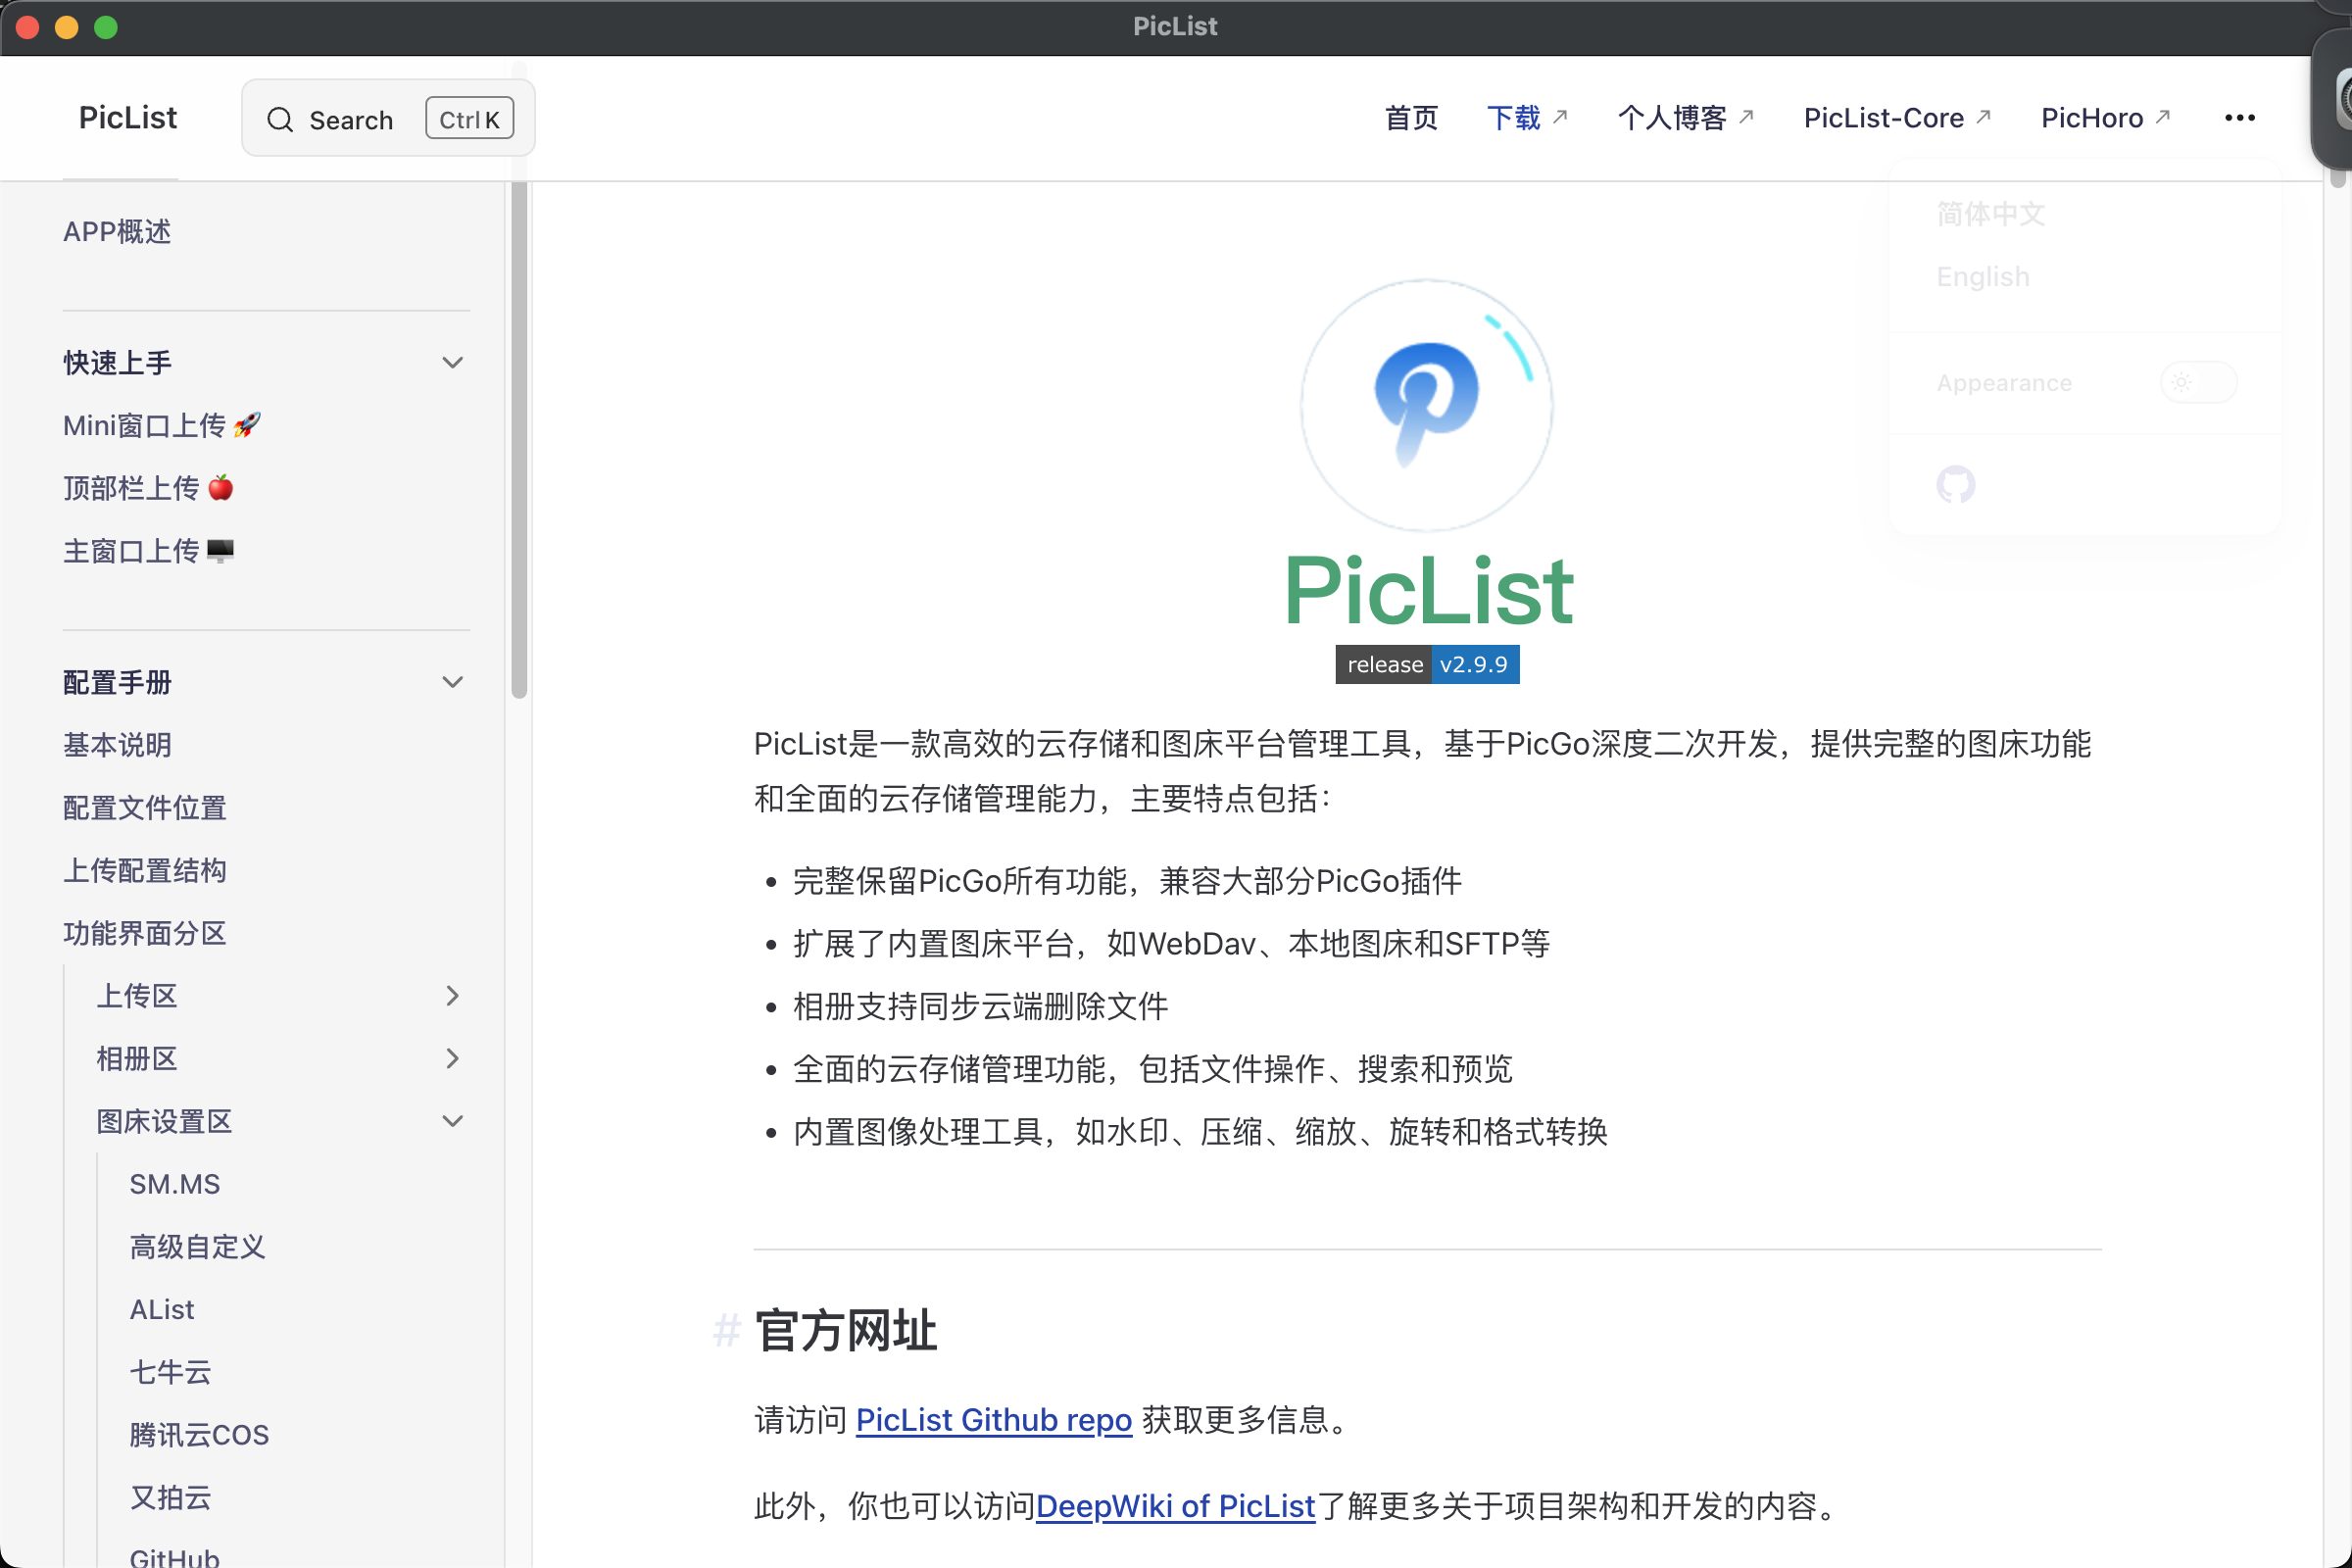 PicList
PicList
Search
Ctrl K
首页
下载
个人博客
PicList-Core
PicHoro
简体中文
English
Appearance
APP概述
快速上手
Mini窗口上传 🚀
顶部栏上传 🍎
主窗口上传 🖥️
配置手册
基本说明
配置文件位置
上传配置结构
功能界面分区
上传区
相册区
图床设置区
SM.MS
高级自定义
AList
七牛云
腾讯云COS
又拍云
GitHub
PicList
release v2.9.9
PicList是一款高效的云存储和图床平台管理工具，基于PicGo深度二次开发，提供完整的图床功能
和全面的云存储管理能力，主要特点包括：
完整保留PicGo所有功能，兼容大部分PicGo插件
扩展了内置图床平台，如WebDav、本地图床和SFTP等
相册支持同步云端删除文件
全面的云存储管理功能，包括文件操作、搜索和预览
内置图像处理工具，如水印、压缩、缩放、旋转和格式转换
# 官方网址
请访问 PicList Github repo 获取更多信息。
此外，你也可以访问DeepWiki of PicList了解更多关于项目架构和开发的内容。